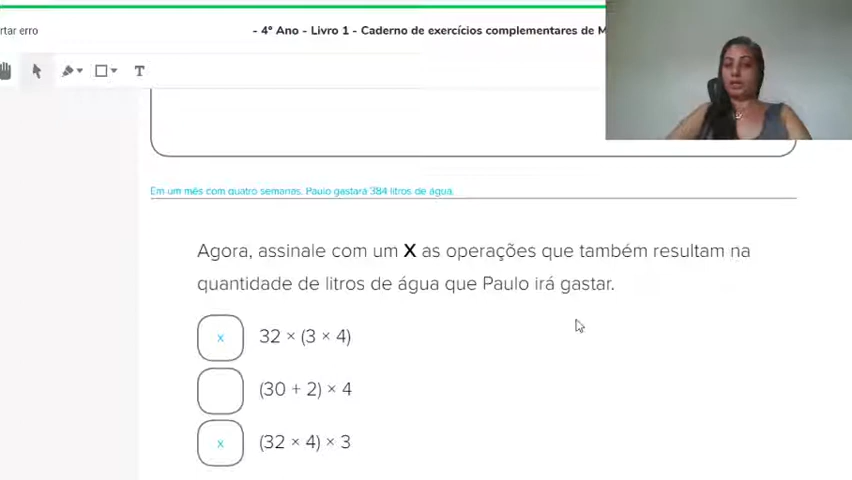 rtar erro
- 4º Ano - Livro 1 - Caderno de exercícios complementares de M
T
Em um mês com quatro semanas, Paulo gastará 384 litros de água.
Agora, assinale com um X as operações que também resultam na
quantidade de litros de água que Paulo irá gastar.
x 32 × (3 × 4)
(30 + 2) × 4
x (32 × 4) × 3